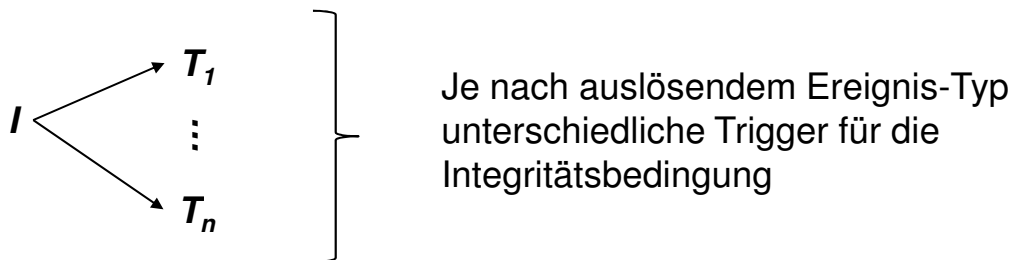 T1
I
⋮
Tn
Je nach auslösendem Ereignis-Typ
unterschiedliche Trigger für die
Integritätsbedingung